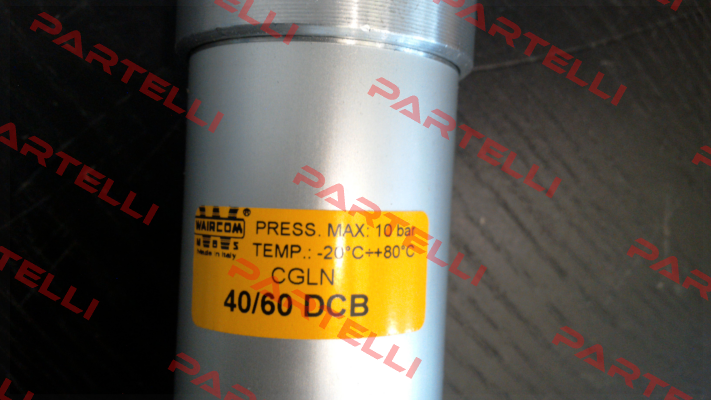 WAIRCOM ®
M B S
Made in Italy
PRESS. MAX: 10 bar
TEMP.: -20°C÷+80°C
CGLN
40/60 DCB
PARTELLI
PARTELLI
PARTELLI
PARTELLI
PARTELLI
PARTELLI
PARTELLI
PARTELLI